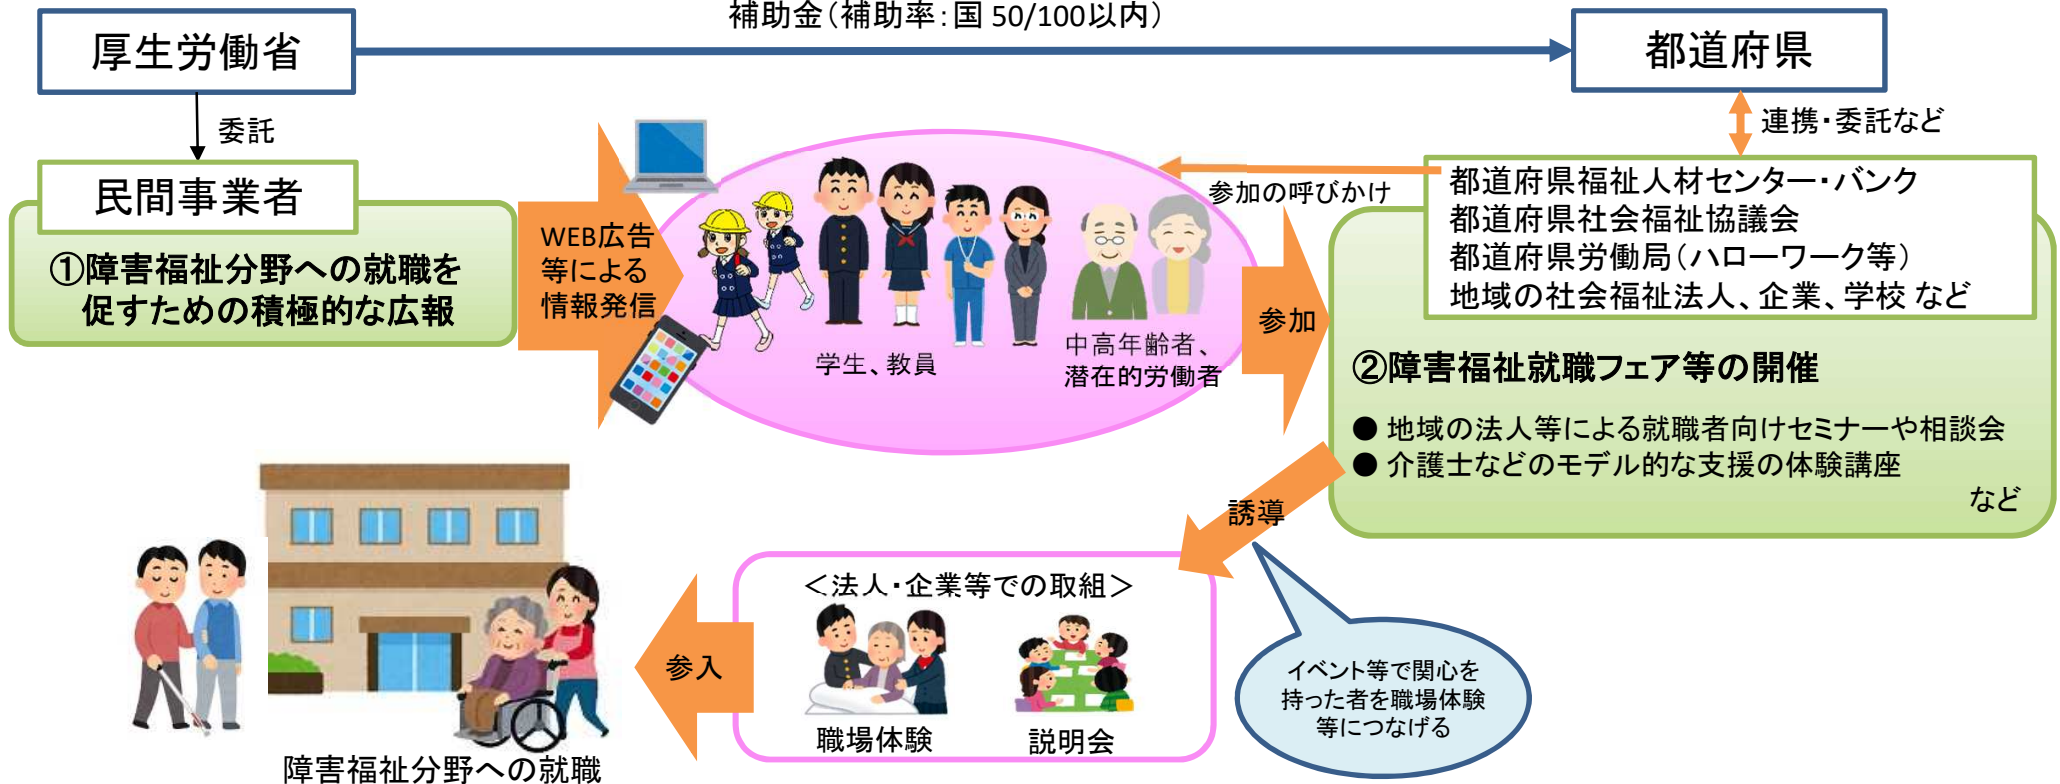 補助金(補助率:国 50/100以内)
厚生労働省
都道府県
委託
連携・委託など
民間事業者
①障害福祉分野への就職を
促すための積極的な広報
WEB広告
等による
情報発信
学生、教員
中高年齢者、
潜在的労働者
参加の呼びかけ
参加
都道府県福祉人材センター・バンク
都道府県社会福祉協議会
都道府県労働局(ハローワーク等)
地域の社会福祉法人、企業、学校 など
②障害福祉就職フェア等の開催
● 地域の法人等による就職者向けセミナーや相談会
● 介護士などのモデル的な支援の体験講座
など
誘導
イベント等で関心を
持った者を職場体験
等につなげる
<法人・企業等での取組>
職場体験
説明会
参入
障害福祉分野への就職